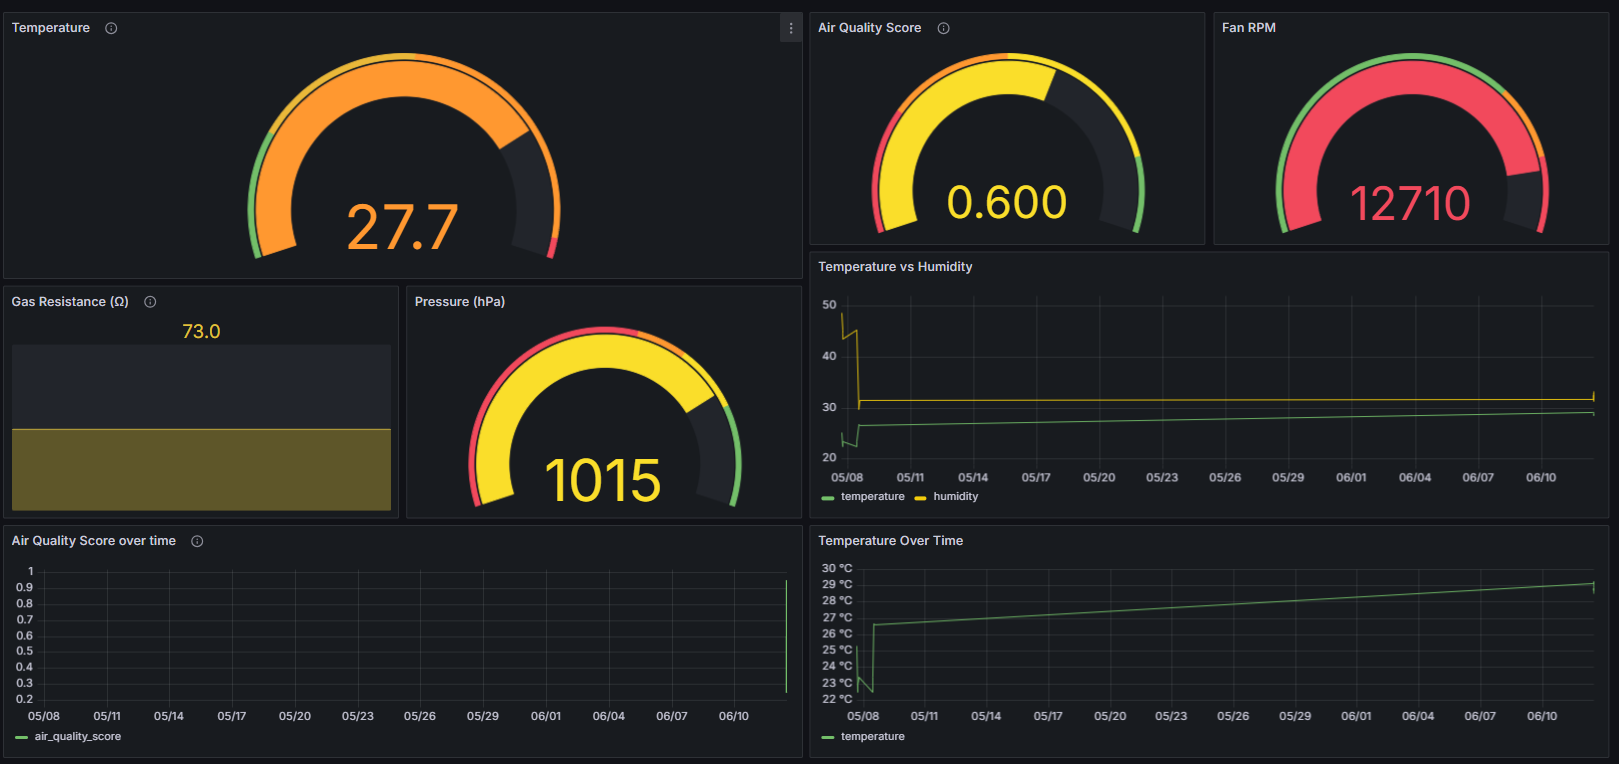 Temperature
27.7
Air Quality Score
0.600
Fan RPM
12710
Gas Resistance (Ω)
73.0
Pressure (hPa)
1015
Temperature vs Humidity
50
40
30
20
05/08 05/11 05/14 05/17 05/20 05/23 05/26 05/29 06/01 06/04 06/07 06/10
temperature humidity
Air Quality Score over time
1
0.9
0.8
0.7
0.6
0.5
0.4
0.3
0.2
05/08 05/11 05/14 05/17 05/20 05/23 05/26 05/29 06/01 06/04 06/07 06/10
air_quality_score
Temperature Over Time
30 °C
29 °C
28 °C
27 °C
26 °C
25 °C
24 °C
23 °C
22 °C
05/08 05/11 05/14 05/17 05/20 05/23 05/26 05/29 06/01 06/04 06/07 06/10
temperature